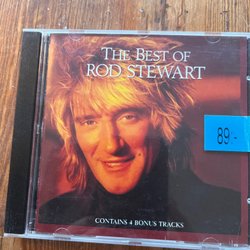 THE BEST OF
ROD STEWART
89:-
CONTAINS 4 BONUS TRACKS